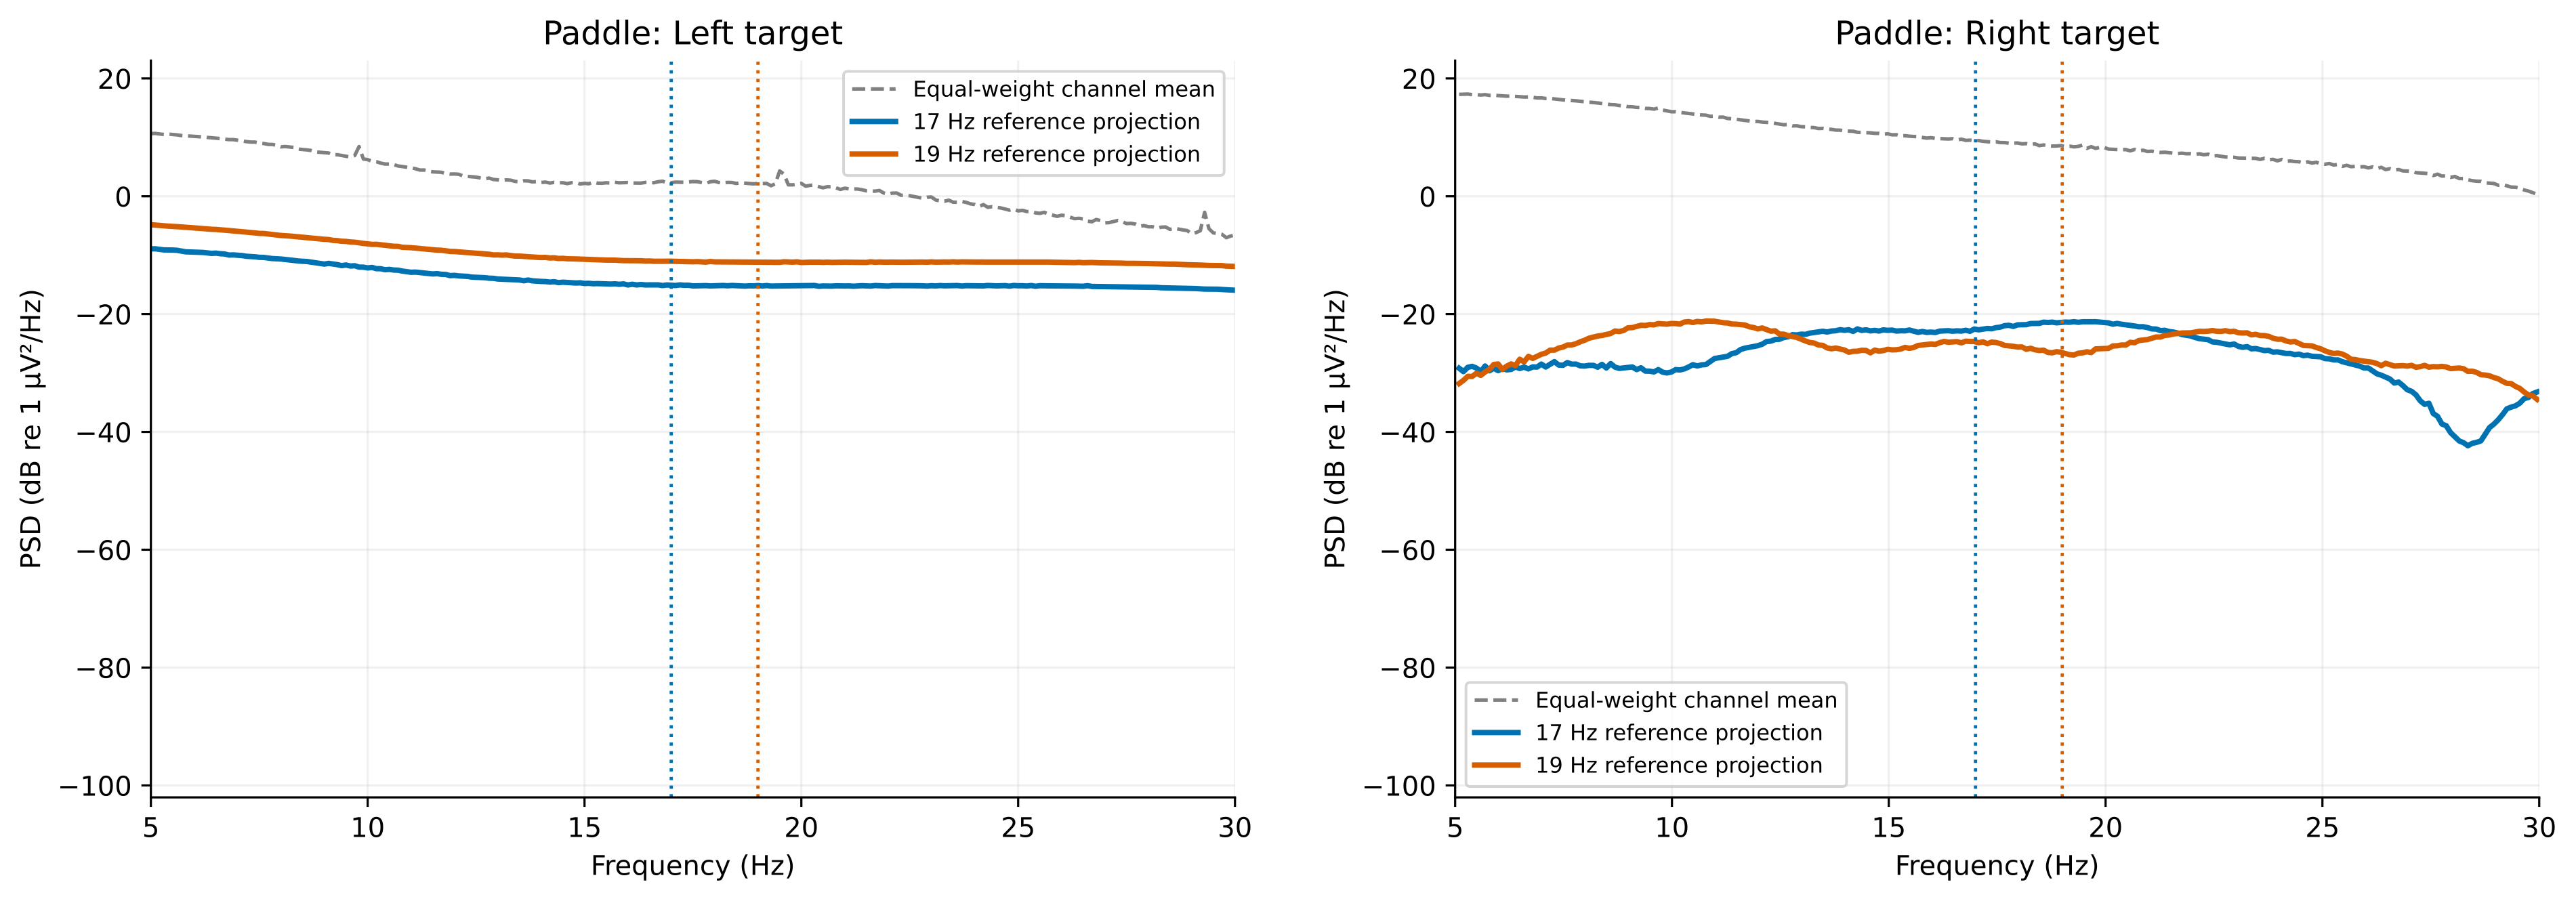 Paddle: Left target
20
0
−20
−40
−60
−80
−100
PSD (dB re 1 µV²/Hz)
Equal-weight channel mean
17 Hz reference projection
19 Hz reference projection
5 10 15 20 25 30
Frequency (Hz)
Paddle: Right target
20
0
−20
−40
−60
−80
−100
PSD (dB re 1 µV²/Hz)
Equal-weight channel mean
17 Hz reference projection
19 Hz reference projection
5 10 15 20 25 30
Frequency (Hz)